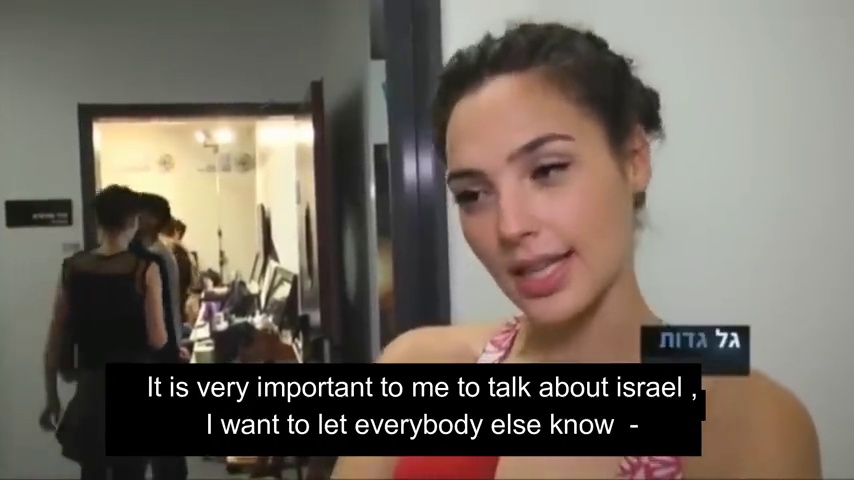 גל גדות
It is very important to me to talk about israel ,
I want to let everybody else know -